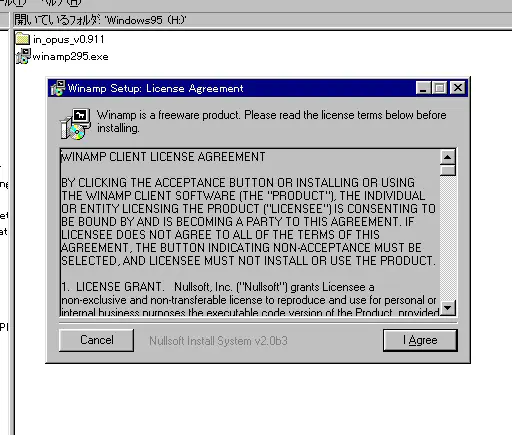 ル(T) ヘルプ(H)
開いているフォルダ: 'Windows95 (H:)'
in_opus_v0.911
winamp295.exe
Winamp Setup: License Agreement
Winamp is a freeware product. Please read the license terms below before
installing.
WINAMP CLIENT LICENSE AGREEMENT
BY CLICKING THE ACCEPTANCE BUTTON OR INSTALLING OR USING
THE WINAMP CLIENT SOFTWARE (THE "PRODUCT"), THE INDIVIDUAL
OR ENTITY LICENSING THE PRODUCT ("LICENSEE") IS CONSENTING TO
BE BOUND BY AND IS BECOMING A PARTY TO THIS AGREEMENT. IF
LICENSEE DOES NOT AGREE TO ALL OF THE TERMS OF THIS
AGREEMENT, THE BUTTON INDICATING NON-ACCEPTANCE MUST BE
SELECTED, AND LICENSEE MUST NOT INSTALL OR USE THE PRODUCT.
1. LICENSE GRANT. Nullsoft, Inc. ("Nullsoft") grants Licensee a
non-exclusive and non-transferable license to reproduce and use for personal or
internal business purposes the executable code version of the Product, provided
Cancel
Nullsoft Install System v2.0b3
I Agree